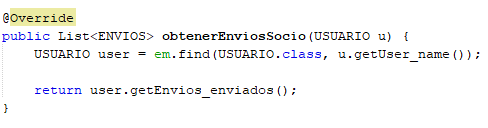 @Override
public List<ENVIOS> obtenerEnviosSocio(USUARIO u) {
USUARIO user = em.find(USUARIO.class, u.getUser_name());
return user.getEnvios_enviados();
}